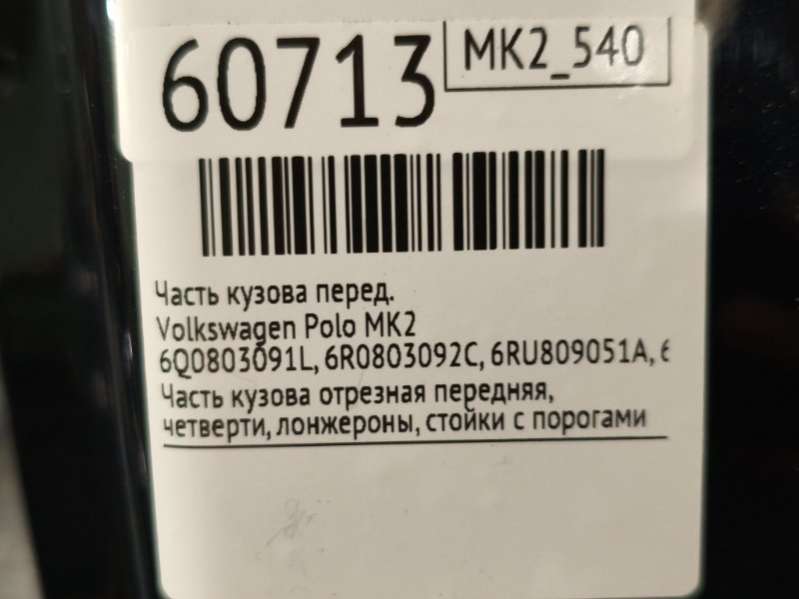 60713
MK2_540
Часть кузова перед.
Volkswagen Polo MK2
6Q0803091L, 6R0803092C, 6RU809051A, 6
Часть кузова отрезная передняя,
четверти, лонжероны, стойки с порогами